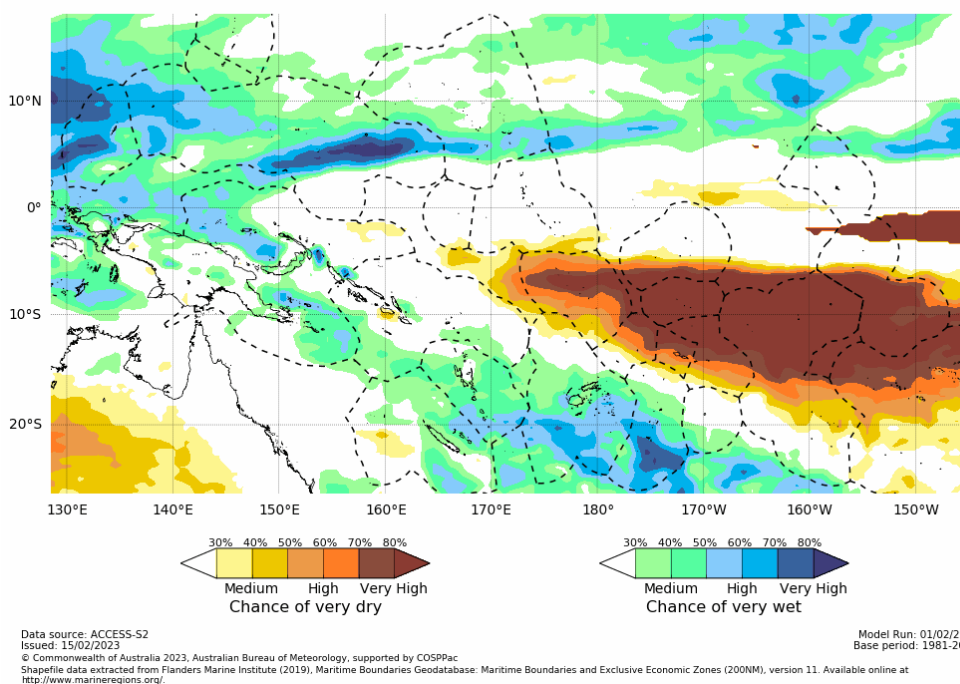 10°N
0°
10°S
20°S
130°E 140°E 150°E 160°E 170°E 180° 170°W 160°W 150°W
30% 40% 50% 60% 70% 80% 30% 40% 50% 60% 70% 80%
Medium High Very High Medium High Very High
Chance of very dry Chance of very wet
Data source: ACCESS-S2 Model Run: 01/02/2
Issued: 15/02/2023 Base period: 1981-20
© Commonwealth of Australia 2023, Australian Bureau of Meteorology, supported by COSPPac
Shapefile data extracted from Flanders Marine Institute (2019), Maritime Boundaries Geodatabase: Maritime Boundaries and Exclusive Economic Zones (200NM), version 11. Available online at
http://www.marineregions.org/.